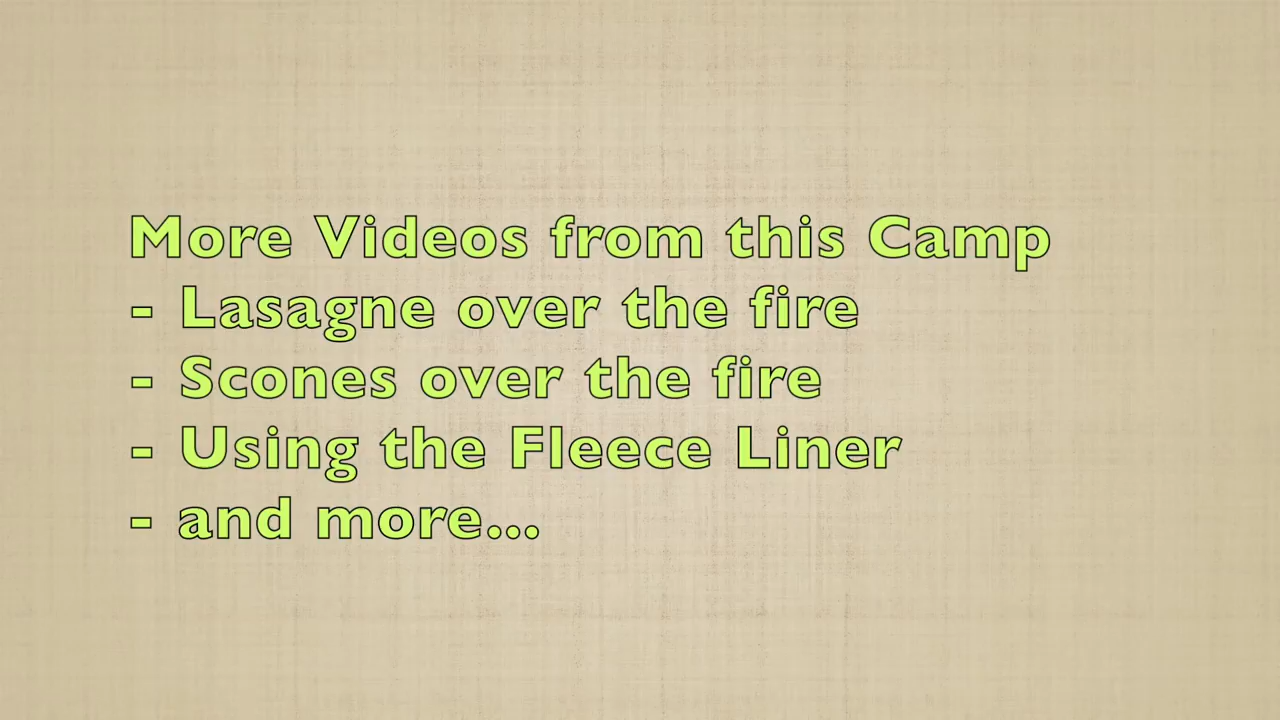 More Videos from this Camp
- Lasagne over the fire
- Scones over the fire
- Using the Fleece Liner
- and more...